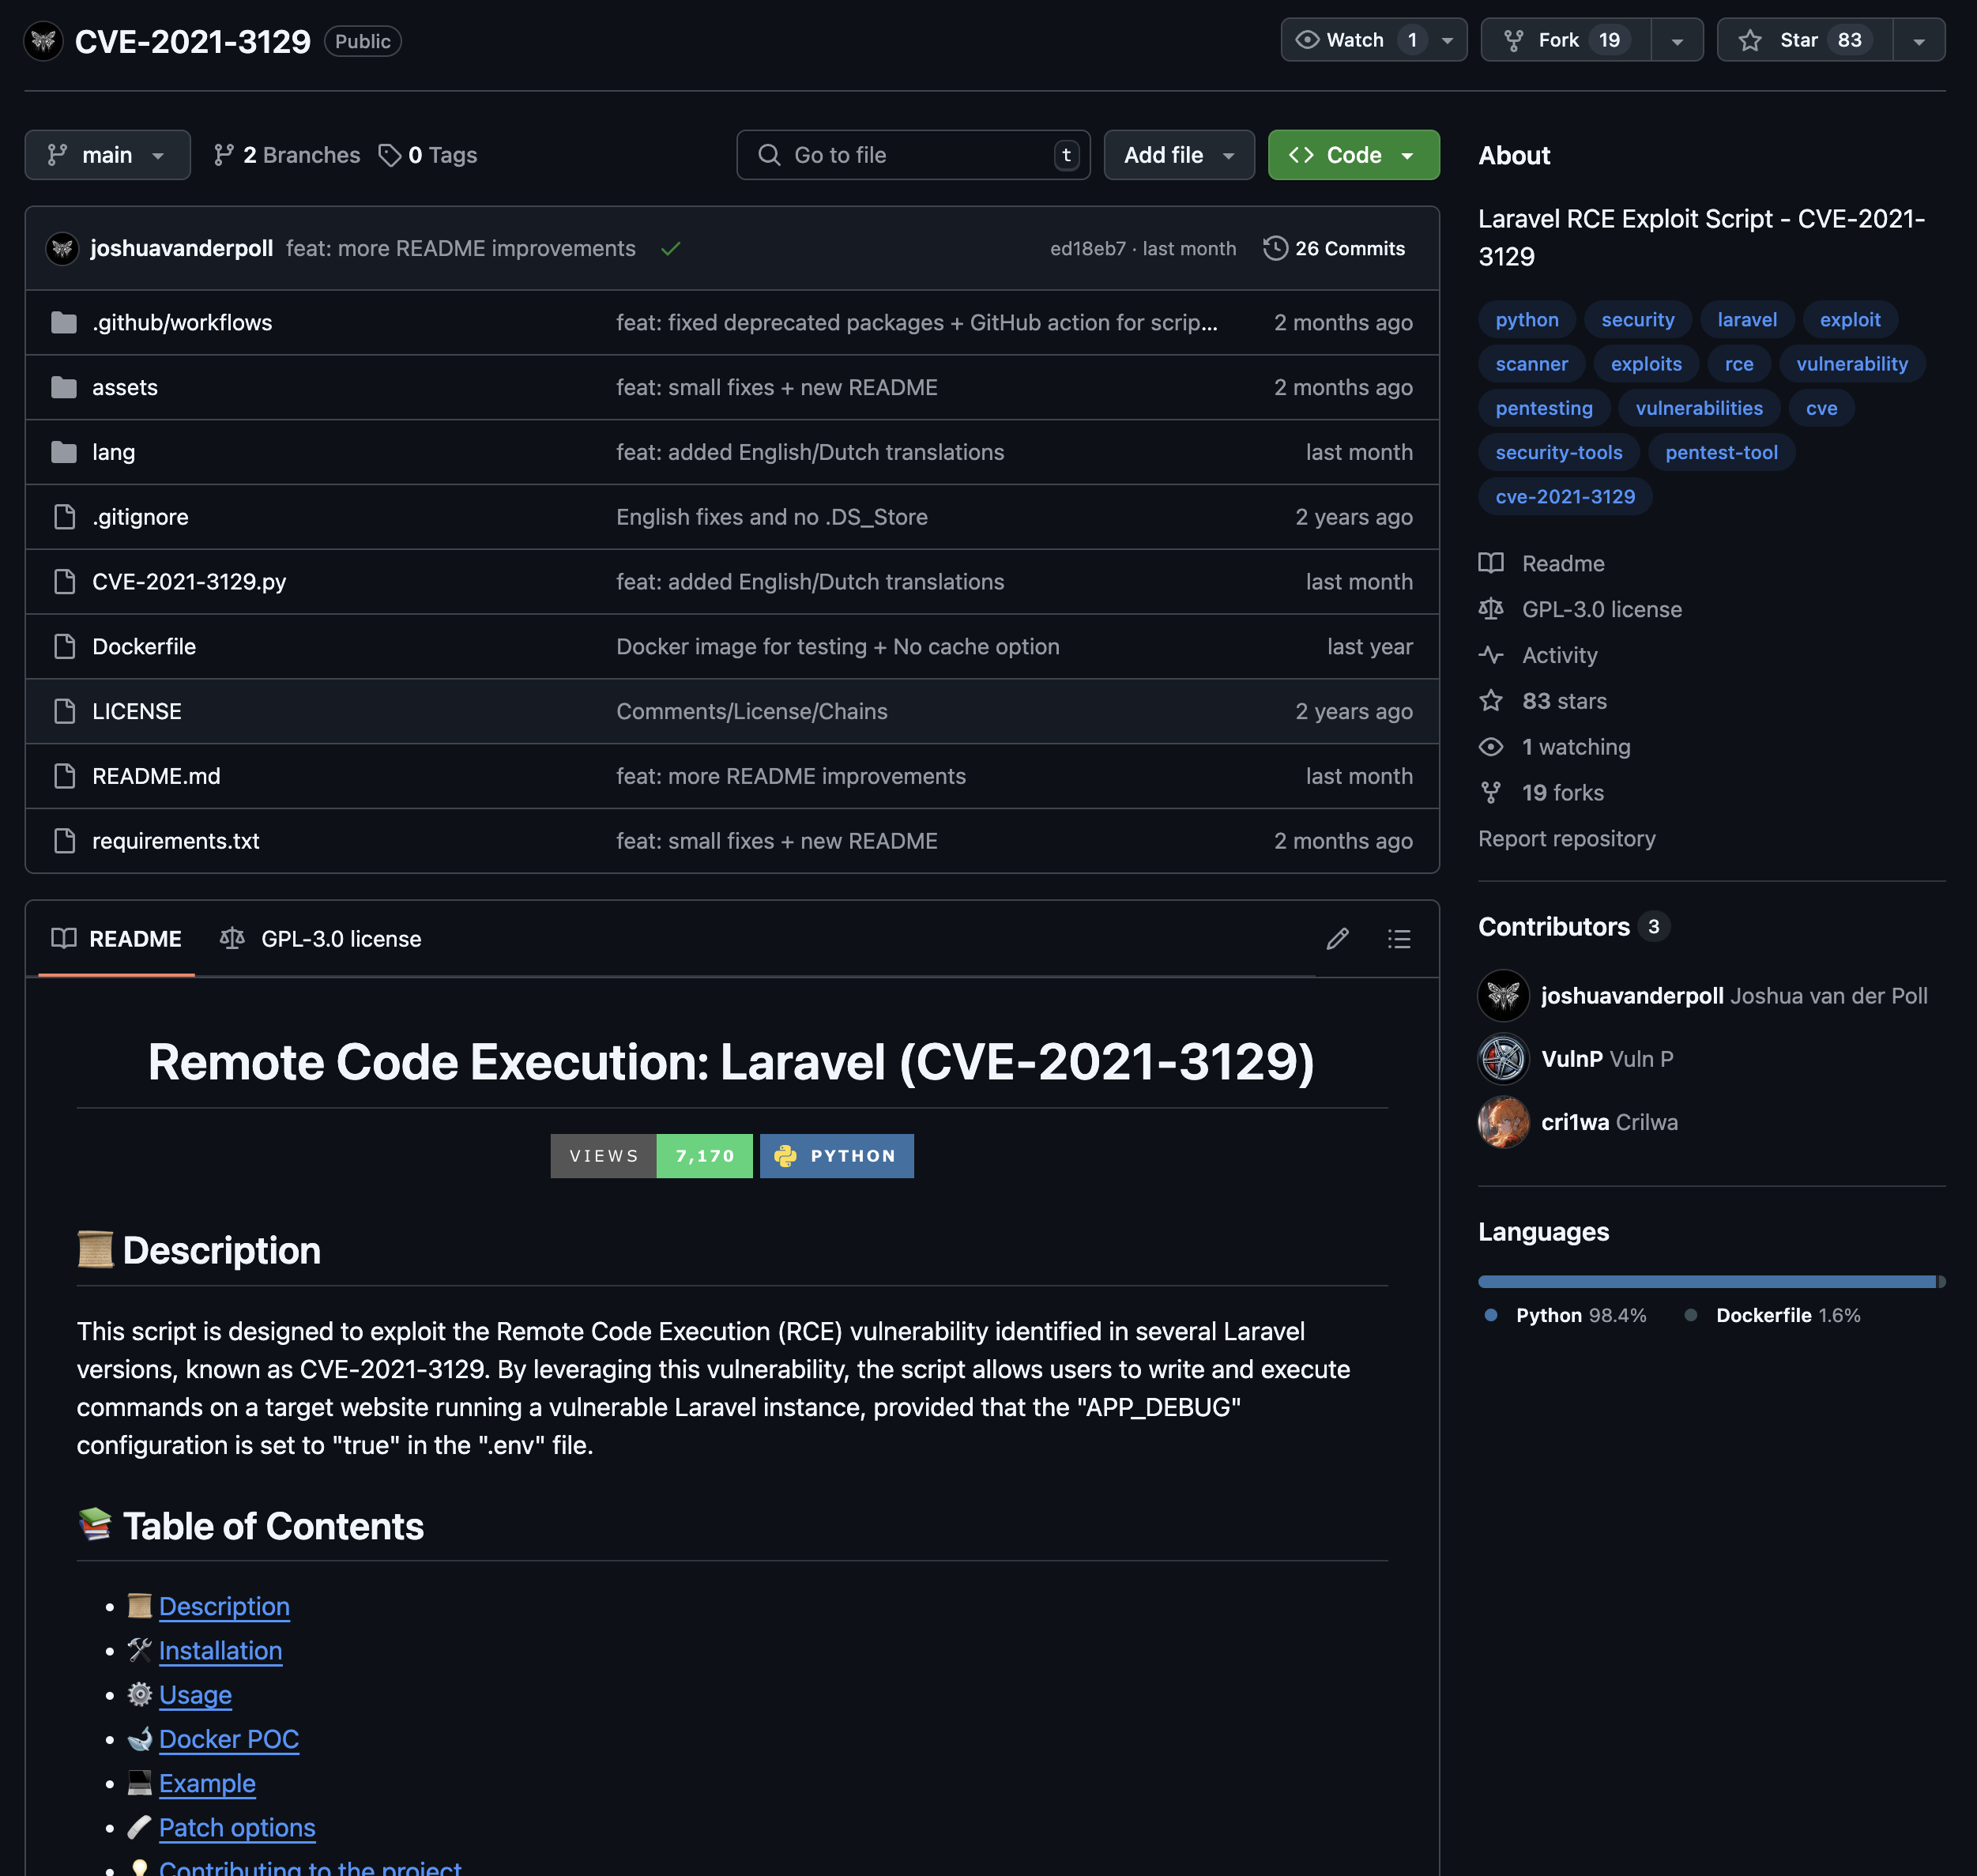 CVE-2021-3129 Public
Watch 1
Fork 19
Star 83
main
2 Branches
0 Tags
Go to file t
Add file
Code
joshuavanderpoll feat: more README improvements ed18eb7 · last month 26 Commits
.github/workflows feat: fixed deprecated packages + GitHub action for scrip... 2 months ago
assets feat: small fixes + new README 2 months ago
lang feat: added English/Dutch translations last month
.gitignore English fixes and no .DS_Store 2 years ago
CVE-2021-3129.py feat: added English/Dutch translations last month
Dockerfile Docker image for testing + No cache option last year
LICENSE Comments/License/Chains 2 years ago
README.md feat: more README improvements last month
requirements.txt feat: small fixes + new README 2 months ago
README GPL-3.0 license
Remote Code Execution: Laravel (CVE-2021-3129)
VIEWS 7,170 PYTHON
Description
This script is designed to exploit the Remote Code Execution (RCE) vulnerability identified in several Laravel
versions, known as CVE-2021-3129. By leveraging this vulnerability, the script allows users to write and execute
commands on a target website running a vulnerable Laravel instance, provided that the "APP_DEBUG"
configuration is set to "true" in the ".env" file.
Table of Contents
• Description
• Installation
• Usage
• Docker POC
• Example
• Patch options
• Contributing to the project
About
Laravel RCE Exploit Script - CVE-2021-
3129
python security laravel exploit
scanner exploits rce vulnerability
pentesting vulnerabilities cve
security-tools pentest-tool
cve-2021-3129
Readme
GPL-3.0 license
Activity
83 stars
1 watching
19 forks
Report repository
Contributors 3
joshuavanderpoll Joshua van der Poll
VulnP Vuln P
cri1wa Crilwa
Languages
Python 98.4% Dockerfile 1.6%